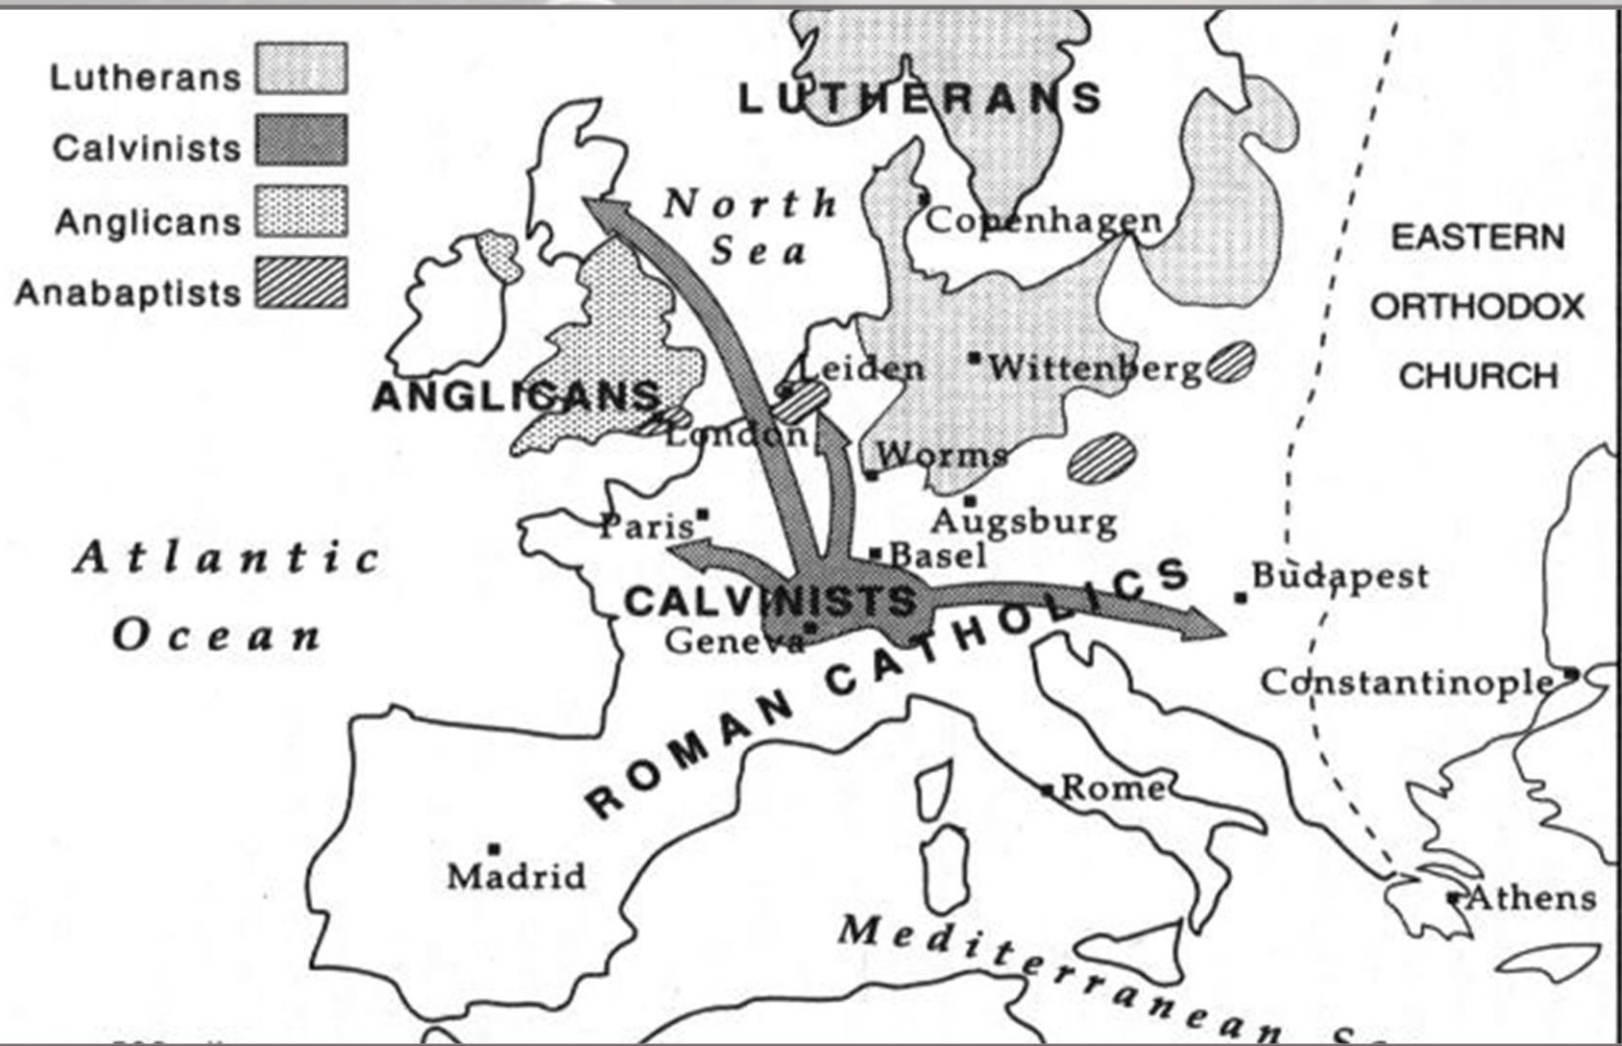 Lutherans
Calvinists
Anglicans
Anabaptists
LUTHERANS
North
Sea
Copenhagen
EASTERN
ORTHODOX
CHURCH
ANGLICANS
Leiden
Wittenberg
London
Worms
Augsburg
Paris
Basel
Atlantic
Ocean
CALVINISTS
Geneva
Budapest
ROMAN CATHOLICS
Constantinople
Rome
Madrid
Athens
Mediterranean